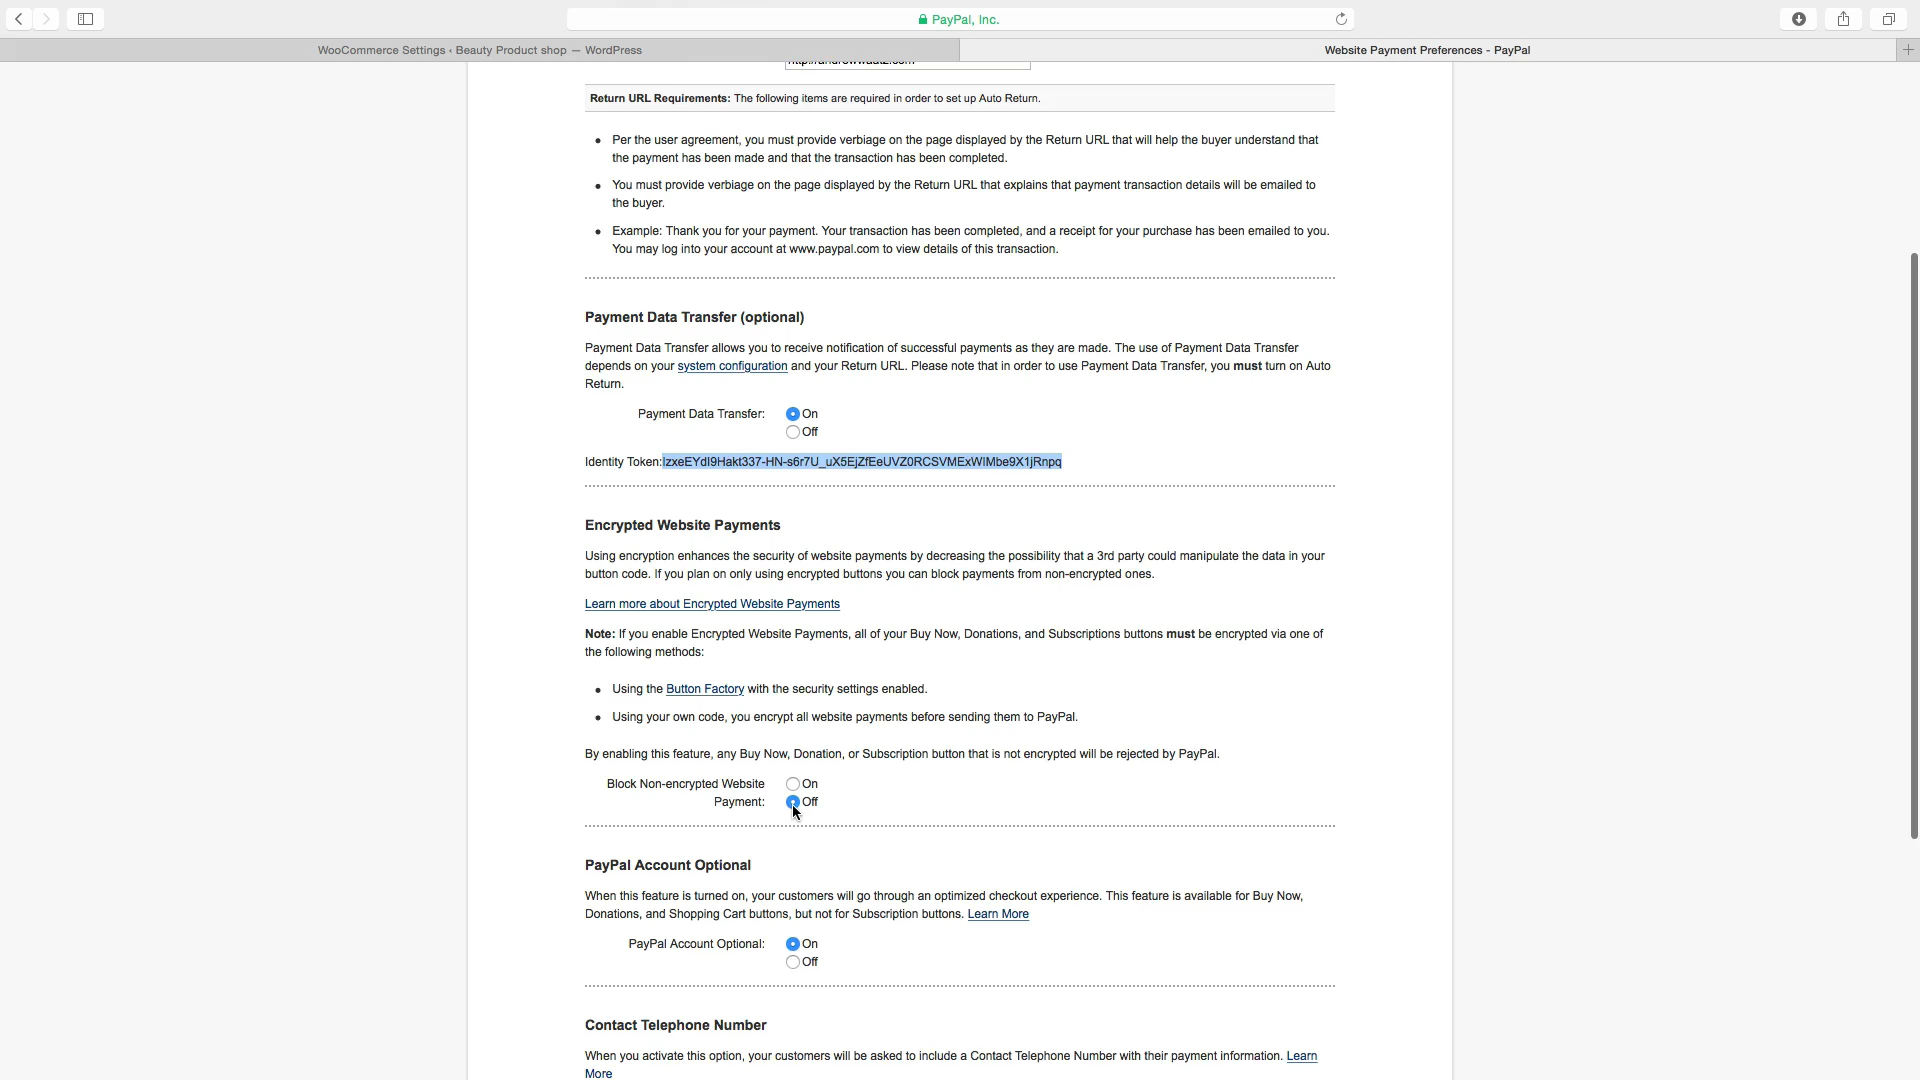 PayPal, Inc.
WooCommerce Settings ‹ Beauty Product shop — WordPress
Website Payment Preferences - PayPal
Return URL Requirements: The following items are required in order to set up Auto Return.
Per the user agreement, you must provide verbiage on the page displayed by the Return URL that will help the buyer understand that
the payment has been made and that the transaction has been completed.
You must provide verbiage on the page displayed by the Return URL that explains that payment transaction details will be emailed to
the buyer.
Example: Thank you for your payment. Your transaction has been completed, and a receipt for your purchase has been emailed to you.
You may log into your account at www.paypal.com to view details of this transaction.
Payment Data Transfer (optional)
Payment Data Transfer allows you to receive notification of successful payments as they are made. The use of Payment Data Transfer
depends on your system configuration and your Return URL. Please note that in order to use Payment Data Transfer, you must turn on Auto
Return.
Payment Data Transfer: On
Off
Identity Token:
Encrypted Website Payments
Using encryption enhances the security of website payments by decreasing the possibility that a 3rd party could manipulate the data in your
button code. If you plan on only using encrypted buttons you can block payments from non-encrypted ones.
Learn more about Encrypted Website Payments
Note: If you enable Encrypted Website Payments, all of your Buy Now, Donations, and Subscriptions buttons must be encrypted via one of
the following methods:
Using the Button Factory with the security settings enabled.
Using your own code, you encrypt all website payments before sending them to PayPal.
By enabling this feature, any Buy Now, Donation, or Subscription button that is not encrypted will be rejected by PayPal.
Block Non-encrypted Website On
Payment: Off
PayPal Account Optional
When this feature is turned on, your customers will go through an optimized checkout experience. This feature is available for Buy Now,
Donations, and Shopping Cart buttons, but not for Subscription buttons. Learn More
PayPal Account Optional: On
Off
Contact Telephone Number
When you activate this option, your customers will be asked to include a Contact Telephone Number with their payment information. Learn
More